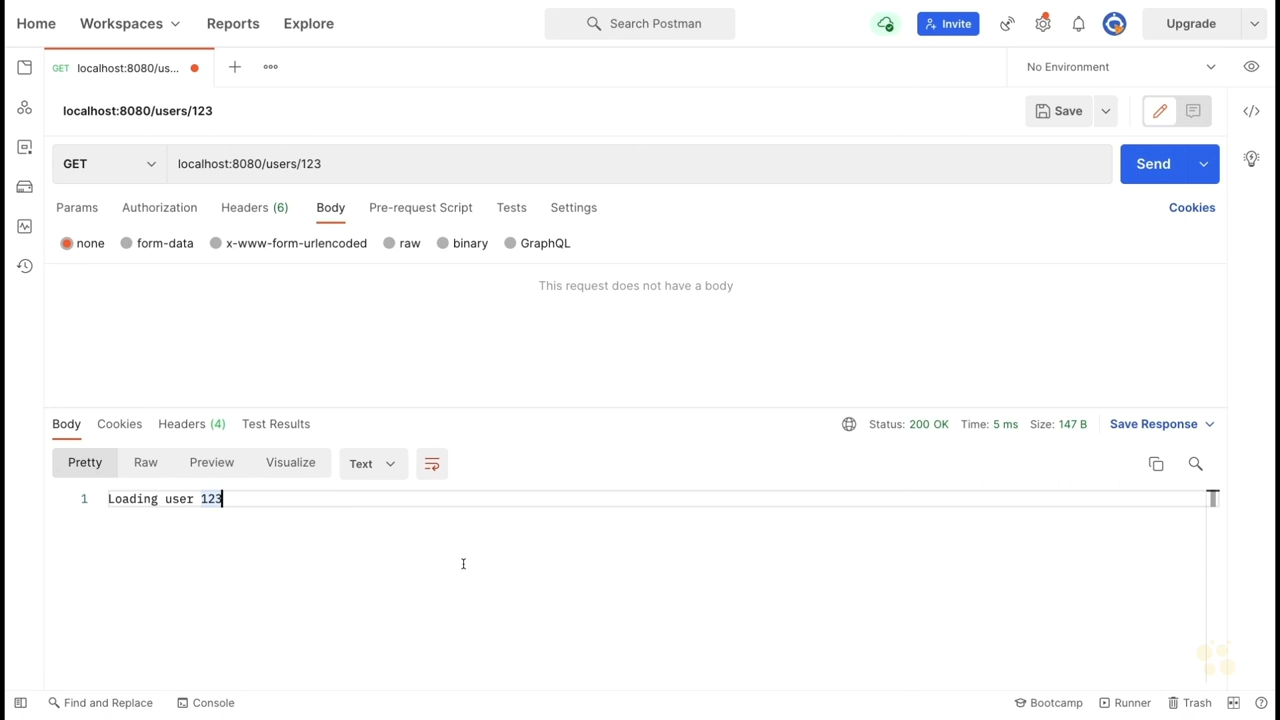 Home Workspaces Reports Explore Search Postman Invite Upgrade
GET localhost:8080/us... No Environment
localhost:8080/users/123 Save
GET localhost:8080/users/123 Send
Params Authorization Headers (6) Body Pre-request Script Tests Settings Cookies
none form-data x-www-form-urlencoded raw binary GraphQL
This request does not have a body
Body Cookies Headers (4) Test Results Status: 200 OK Time: 5 ms Size: 147 B Save Response
Pretty Raw Preview Visualize Text
1 Loading user 123
Find and Replace Console Bootcamp Runner Trash